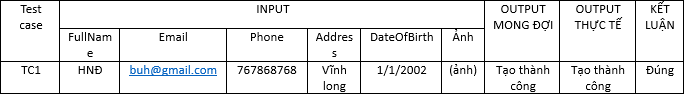 Test case
INPUT
OUTPUT MONG ĐỢI
OUTPUT THỰC TẾ
KẾT LUẬN
FullName
Email
Phone
Address
DateOfBirth
Ảnh
TC1
HNĐ
buh@gmail.com
767868768
Vĩnh long
1/1/2002
(ảnh)
Tạo thành công
Tạo thành công
Đúng